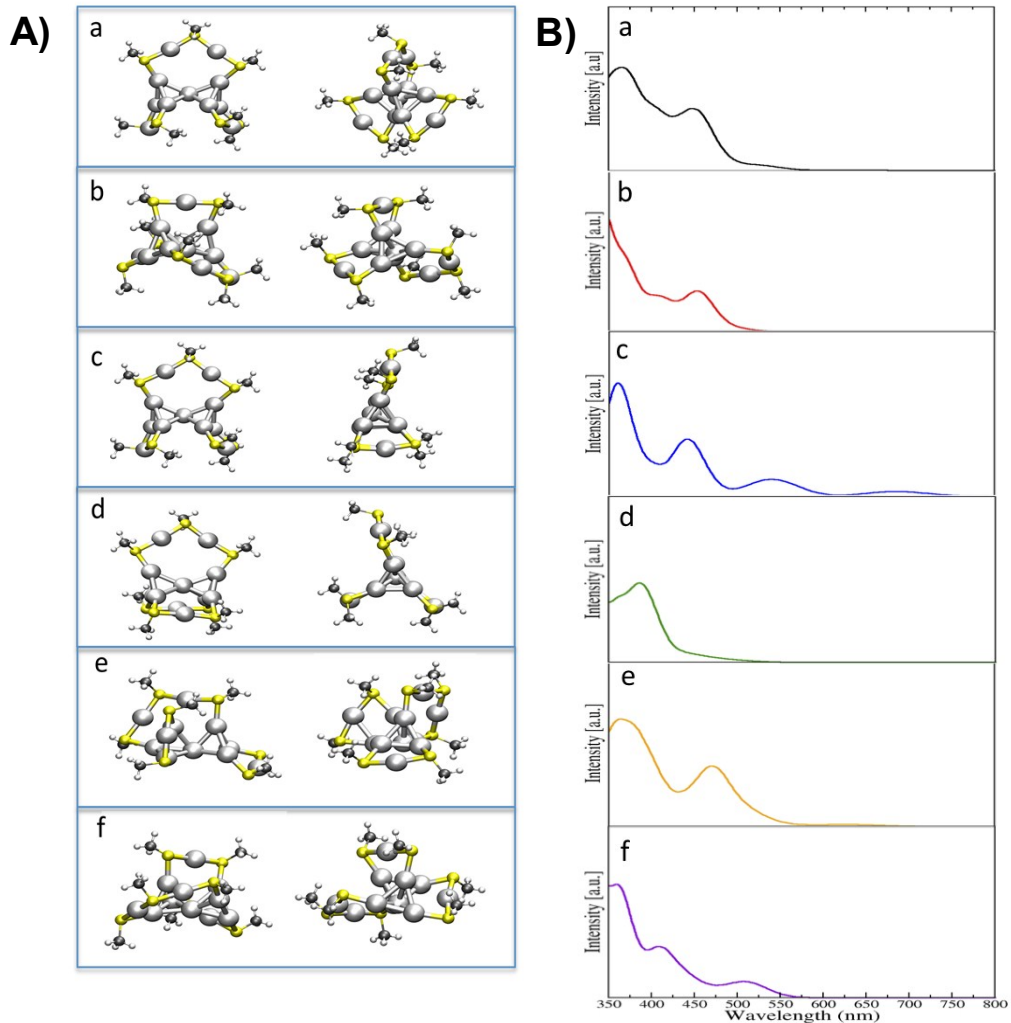 A)
a
b
c
d
e
f
B)
a
Intensity [a.u]
b
Intensity [a.u.]
c
Intensity [a.u.]
d
Intensity [a.u.]
e
Intensity [a.u.]
f
Intensity [a.u.]
350 400 450 500 550 600 650 700 750 800
Wavelength (nm)